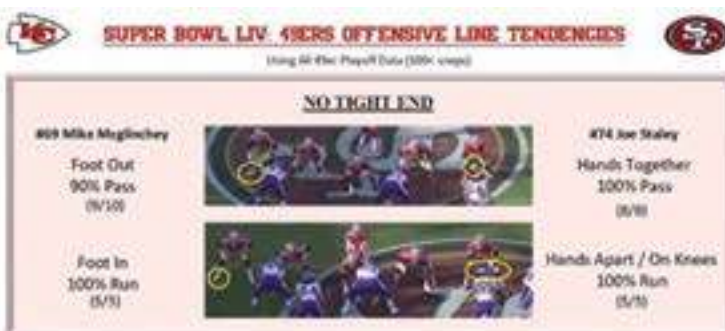 SUPER BOWL LIV: 49ERS OFFENSIVE LINE TENDENCIES
Using All 49er Playoff Data (100+ snaps)
NO TIGHT END
#69 Mike Mcglinchey
Foot Out
90% Pass
(9/10)
Foot In
100% Run
(5/5)
#74 Joe Staley
Hands Together
100% Pass
(8/8)
Hands Apart / On Knees
100% Run
(5/5)